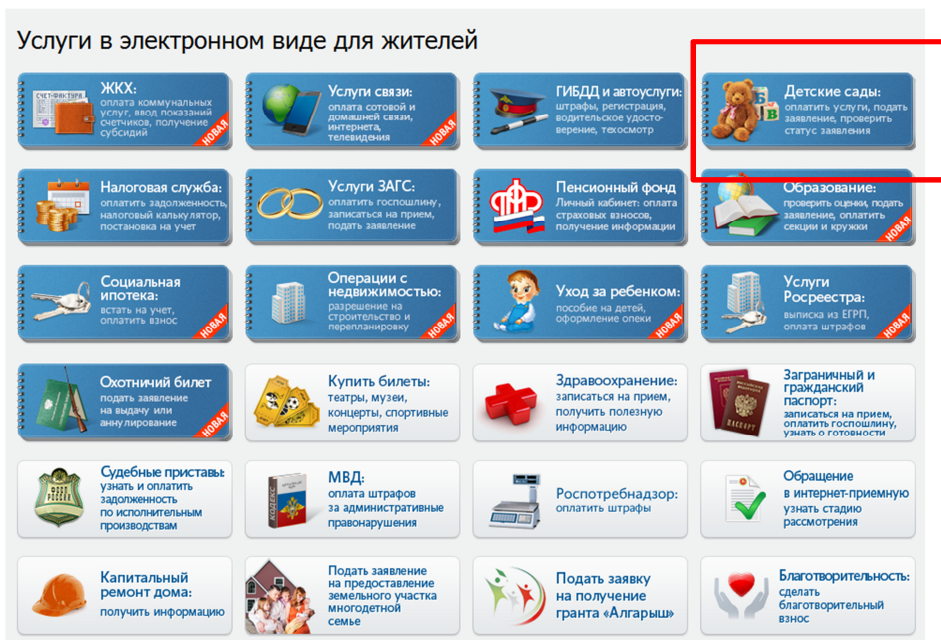 Услуги в электронном виде для жителей
ЖКХ:
оплата коммунальных
услуг, ввод показаний
счетчиков, получение
субсидий
СЧЕТ-ФАКТУРА
НОВАЯ
Услуги связи:
оплата сотовой и
домашней связи,
интернета,
телевидения
НОВАЯ
ГИБДД и автоуслуги:
штрафы, регистрация,
водительское удосто-
верение, техосмотр
Детские сады:
оплатить услуги, подать
заявление, проверить
статус заявления
Налоговая служба:
оплатить задолженность,
налоговый калькулятор,
постановка на учет
Услуги ЗАГС:
оплатить госпошлину,
записаться на прием,
подать заявление
Пенсионный фонд
Личный кабинет: оплата
страховых взносов,
получение информации
Образование:
проверить оценки, подать
заявление, оплатить
секции и кружки
НОВАЯ
Социальная
ипотека:
встать на учет,
оплатить взнос
НОВАЯ
Операции с
недвижимостью:
разрешение на
строительство и
перепланировку
НОВАЯ
Уход за ребенком:
пособие на детей,
оформление опеки
НОВАЯ
Услуги
Росреестра:
выписка из ЕГРП,
оплата штрафов
НОВАЯ
Охотничий билет
подать заявление
на выдачу или
аннулирование
НОВАЯ
Купить билеты:
театры, музеи,
концерты, спортивные
мероприятия
Здравоохранение:
записаться на прием,
получить полезную
информацию
Заграничный и
гражданский
паспорт:
записаться на прием,
оплатить госпошлину,
узнать о готовности
ПАСПОРТ
Судебные приставы:
узнать и оплатить
задолженность
по исполнительным
производствам
МВД:
оплата штрафов
за административные
правонарушения
КОДЕКС
Роспотребнадзор:
оплатить штрафы
Обращение
в интернет-приемную
узнать стадию
рассмотрения
Капитальный
ремонт дома:
получить информацию
Подать заявление
на предоставление
земельного участка
многодетной
семье
Подать заявку
на получение
гранта «Алгарыш»
Благотворительность:
сделать
благотворительный
взнос